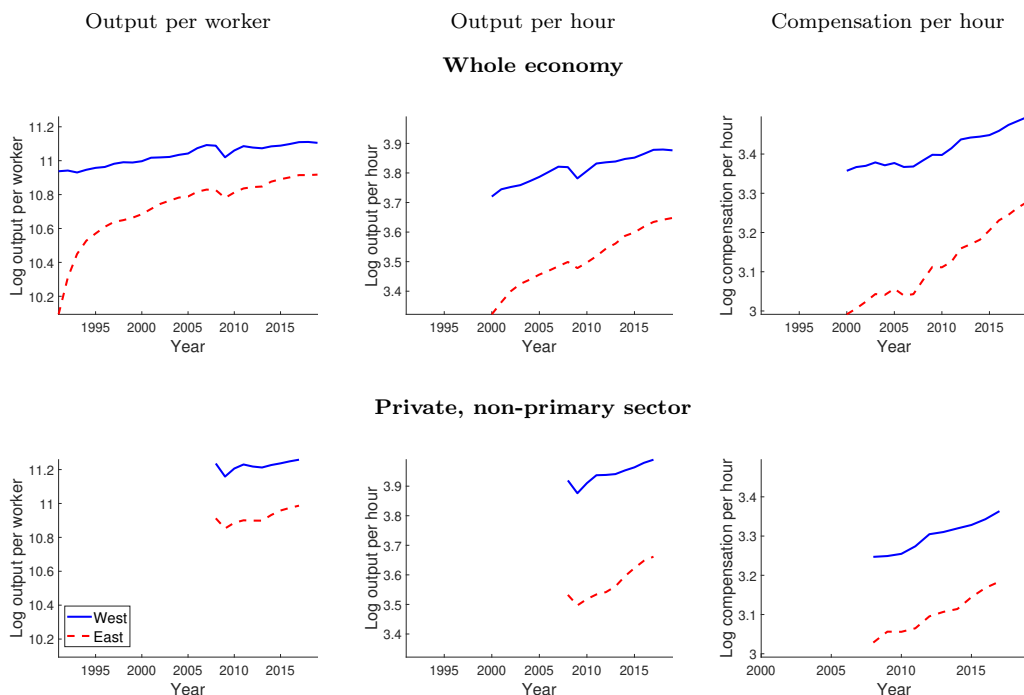 Output per worker
Output per hour
Compensation per hour
Whole economy
Log output per worker
11.2
11
10.8
10.6
10.4
10.2
1995 2000 2005 2010 2015
Year
Log output per hour
3.9
3.8
3.7
3.6
3.5
3.4
1995 2000 2005 2010 2015
Year
Log compensation per hour
3.4
3.3
3.2
3.1
3
1995 2000 2005 2010 2015
Year
Private, non-primary sector
Log output per worker
11.2
11
10.8
10.6
10.4
10.2
West
East
1995 2000 2005 2010 2015
Year
Log output per hour
3.9
3.8
3.7
3.6
3.5
3.4
1995 2000 2005 2010 2015
Year
Log compensation per hour
3.4
3.3
3.2
3.1
3
2000 2005 2010 2015
Year